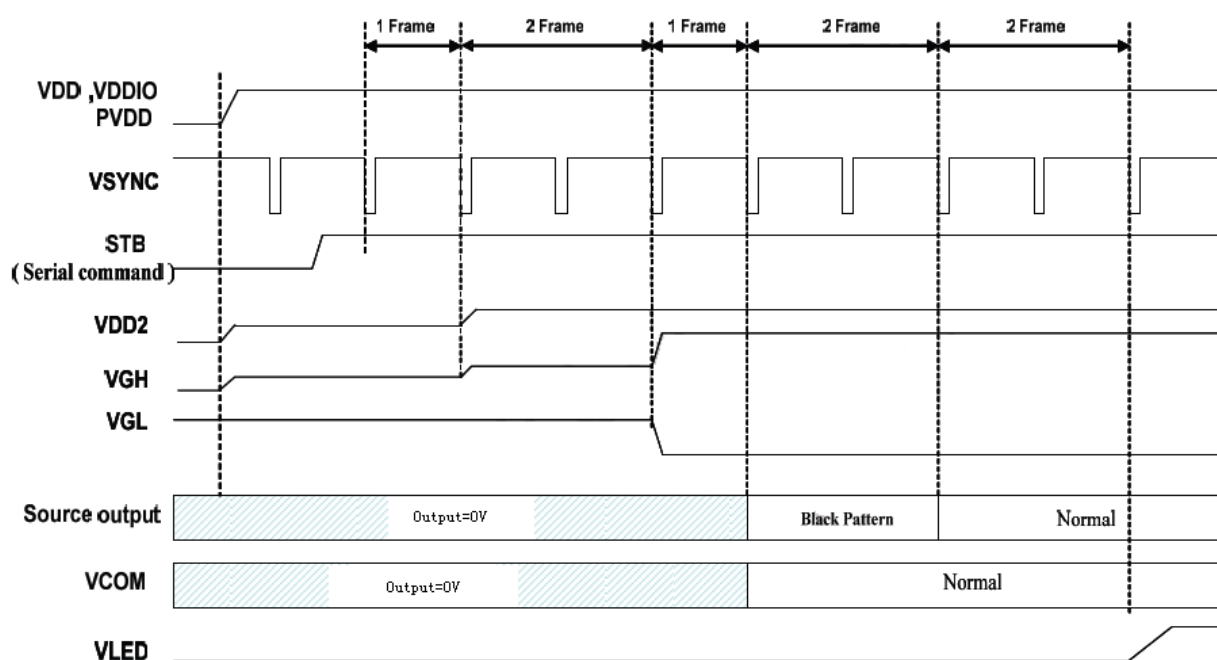 1 Frame
2 Frame
1 Frame
2 Frame
2 Frame
VDD ,VDDIO
PVDD
VSYNC
STB
( Serial command )
VDD2
VGH
VGL
Source output
Output=0V
Black Pattern
Normal
VCOM
Output=0V
Normal
VLED